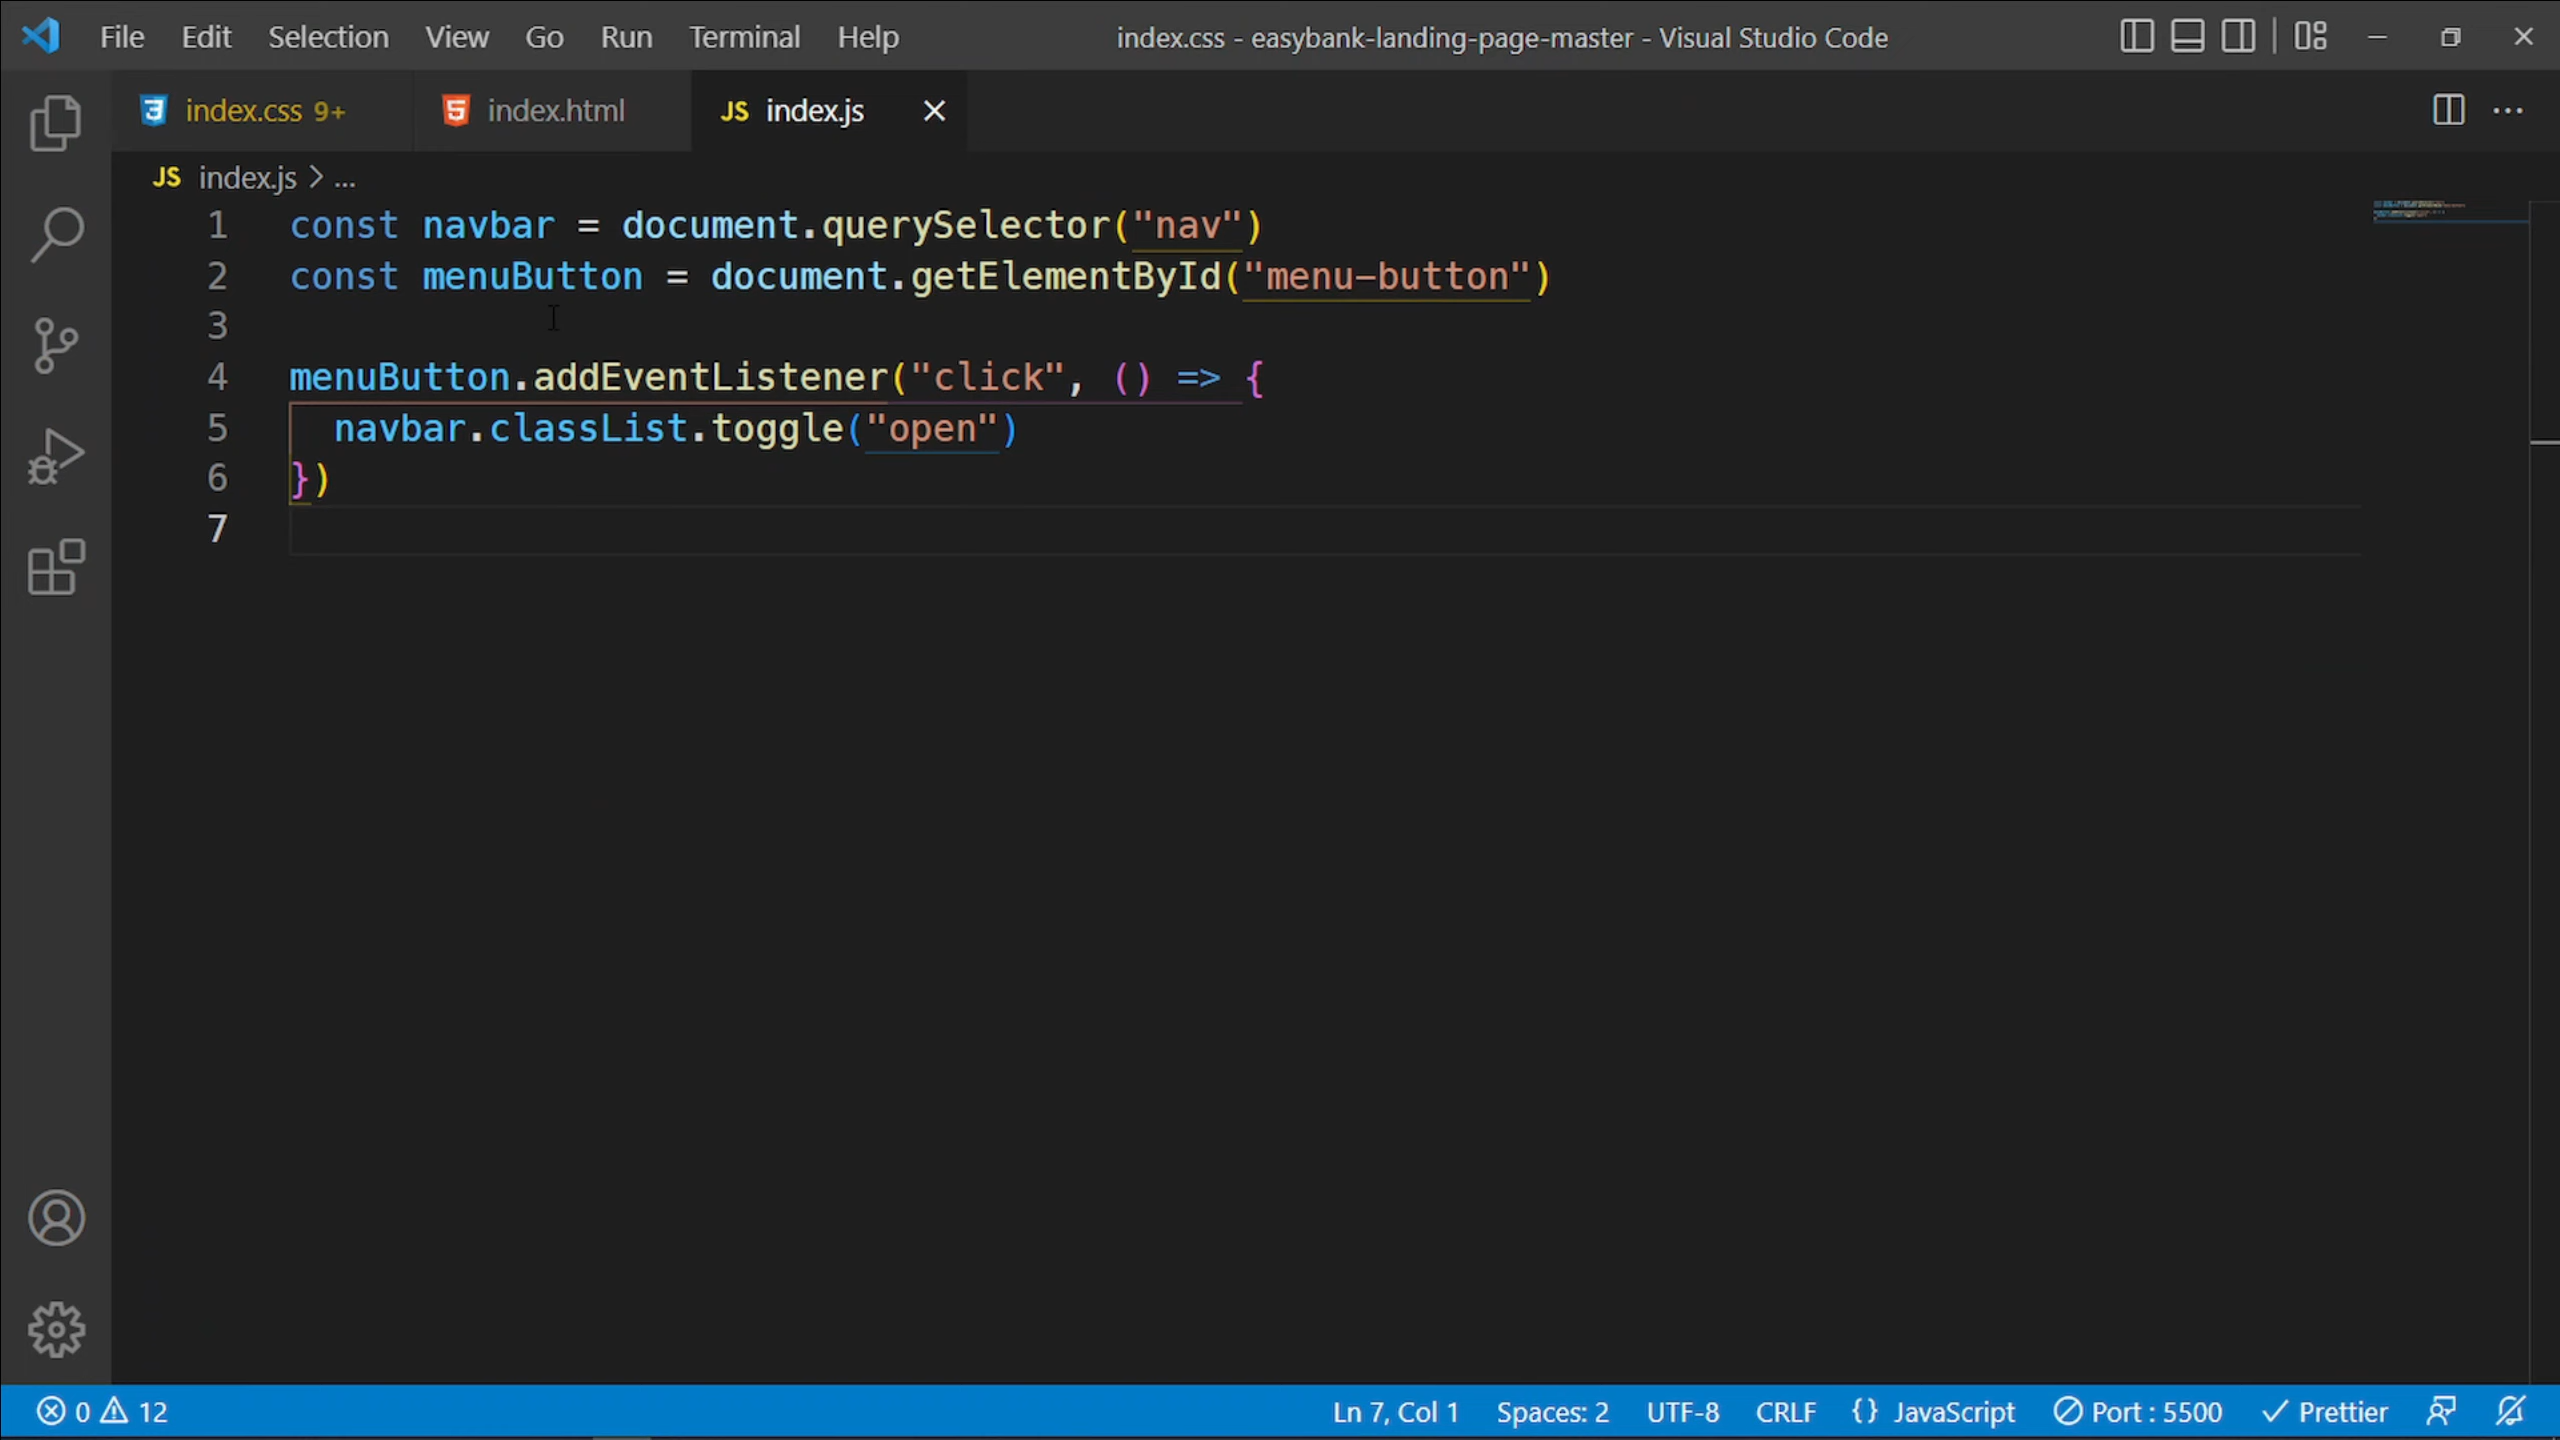 File Edit Selection View Go Run Terminal Help index.css - easybank-landing-page-master - Visual Studio Code
index.css 9+ index.html JS index.js
JS index.js > ...
1 const navbar = document.querySelector("nav")
2 const menuButton = document.getElementById("menu-button")
3
4 menuButton.addEventListener("click", () => {
5 navbar.classList.toggle("open")
6 })
7
0 12 Ln 7, Col 1 Spaces: 2 UTF-8 CRLF {} JavaScript Port : 5500 Prettier